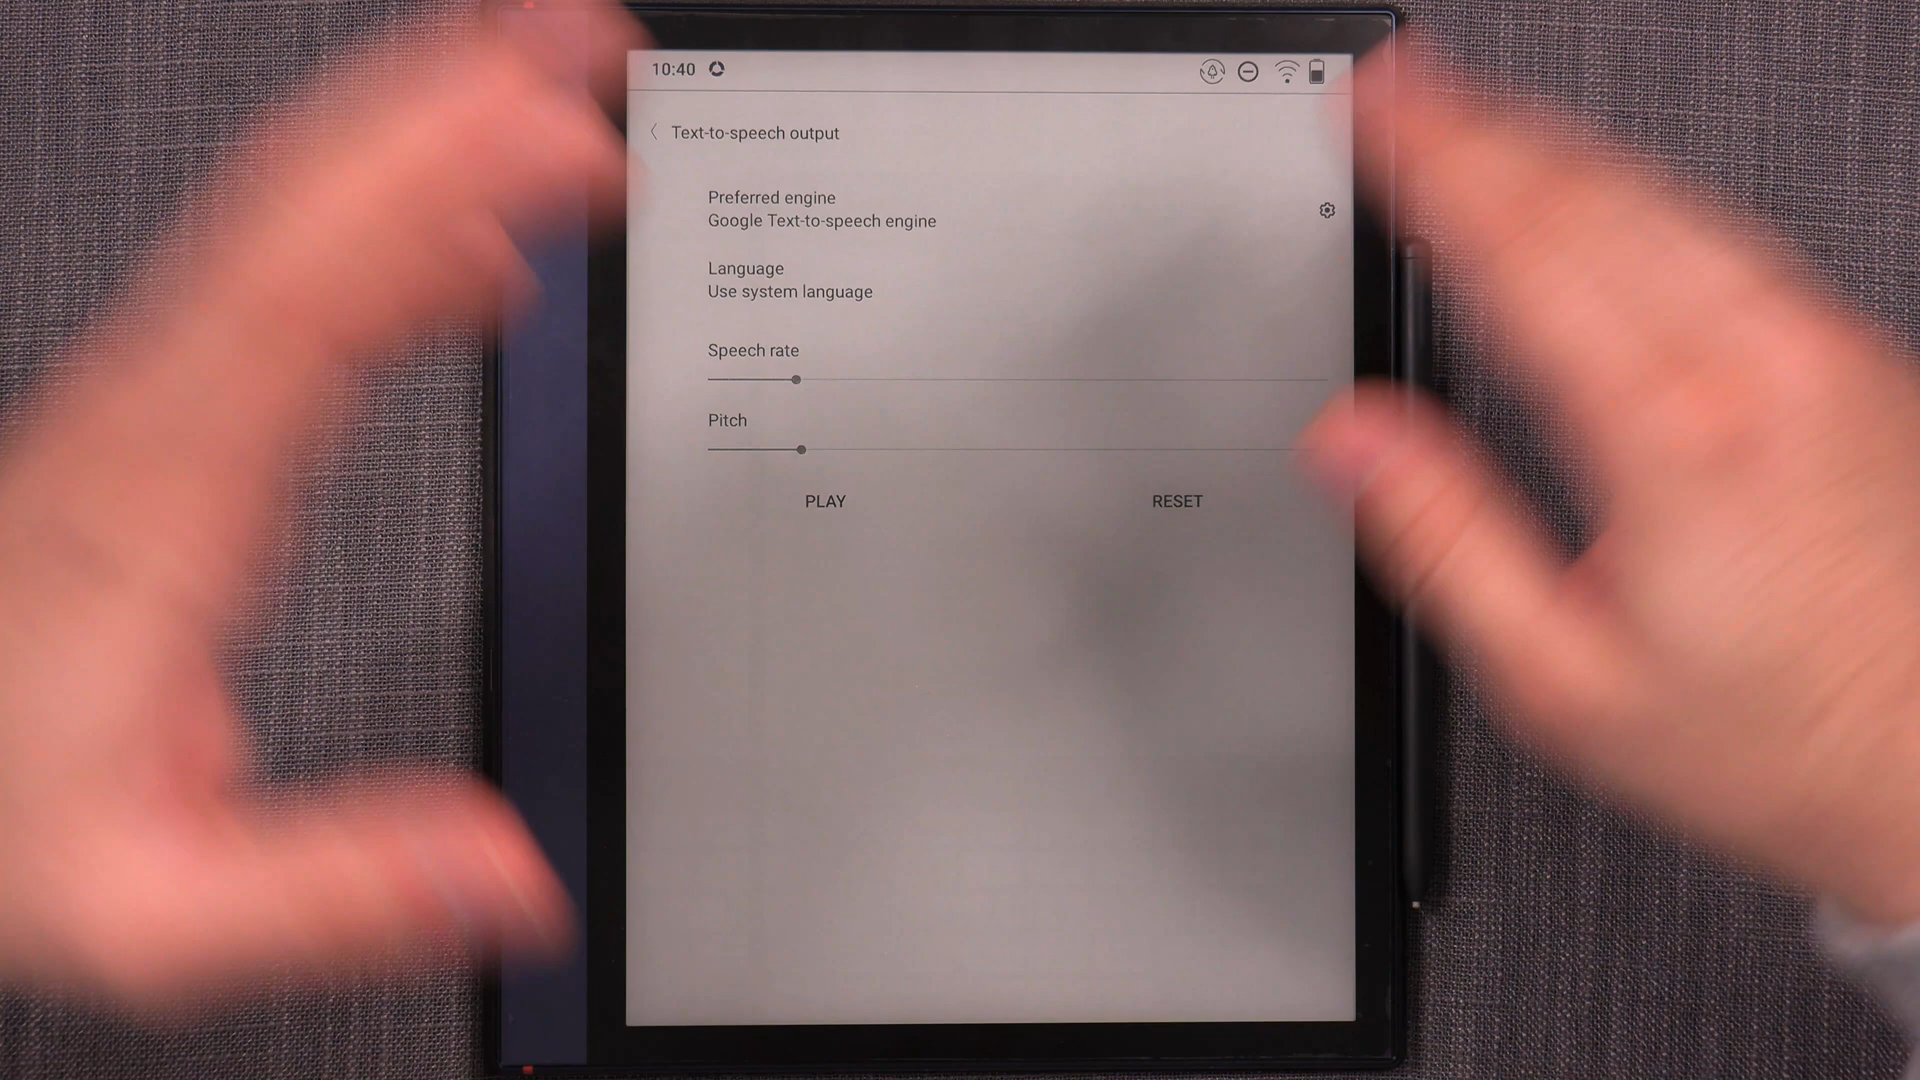 10:40
Text-to-speech output
Preferred engine
Google Text-to-speech engine
Language
Use system language
Speech rate
Pitch
PLAY RESET